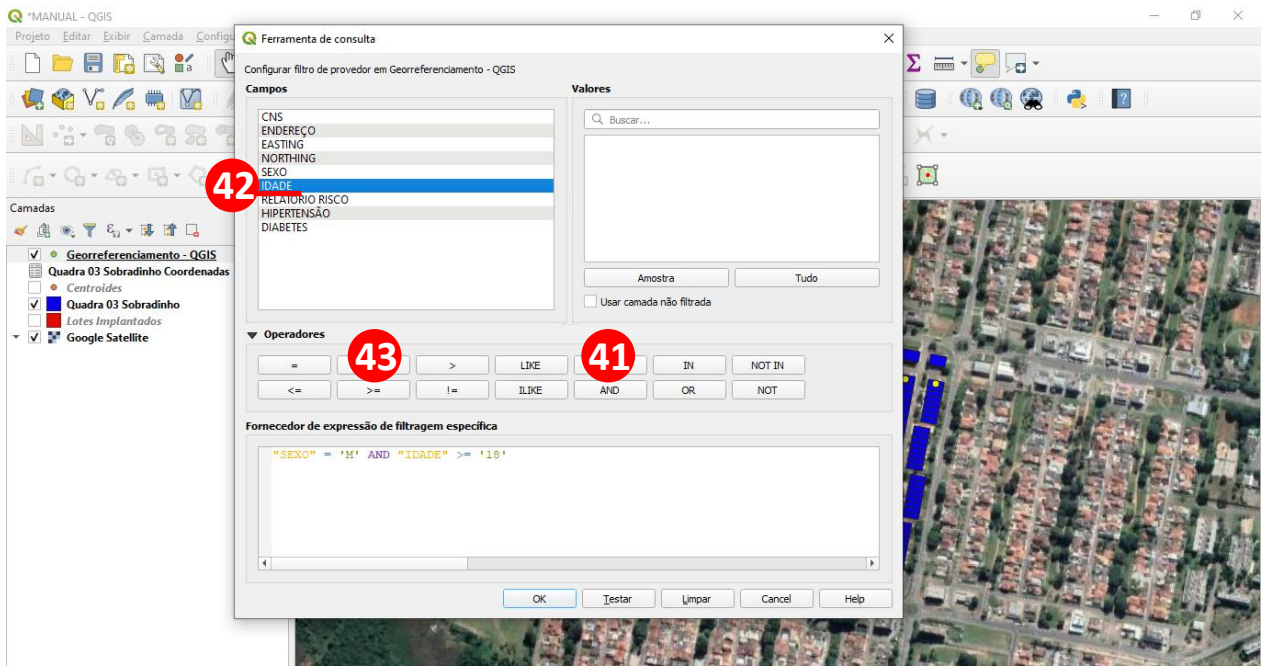 *MANUAL - QGIS
Projeto Editar Exibir Camada
Ferramenta de consulta
Configurar filtro de provedor em Georreferenciamento - QGIS
Campos
CNS
ENDEREÇO
EASTING
NORTHING
SEXO
IDADE
RELATÓRIO RISCO
HIPERTENSÃO
DIABETES
42
Valores
Buscar...
Amostra Tudo
Usar camada não filtrada
Camadas
Georreferenciamento - QGIS
Quadra 03 Sobradinho Coordenadas
Centroides
Quadra 03 Sobradinho
Lotes Implantados
Google Satellite
Operadores
43 41
= > LIKE IN NOT IN
<= >= != ILIKE AND OR NOT
Fornecedor de expressão de filtragem específica
"SEXO" = 'M' AND "IDADE" >= '18'
OK Testar Limpar Cancel Help